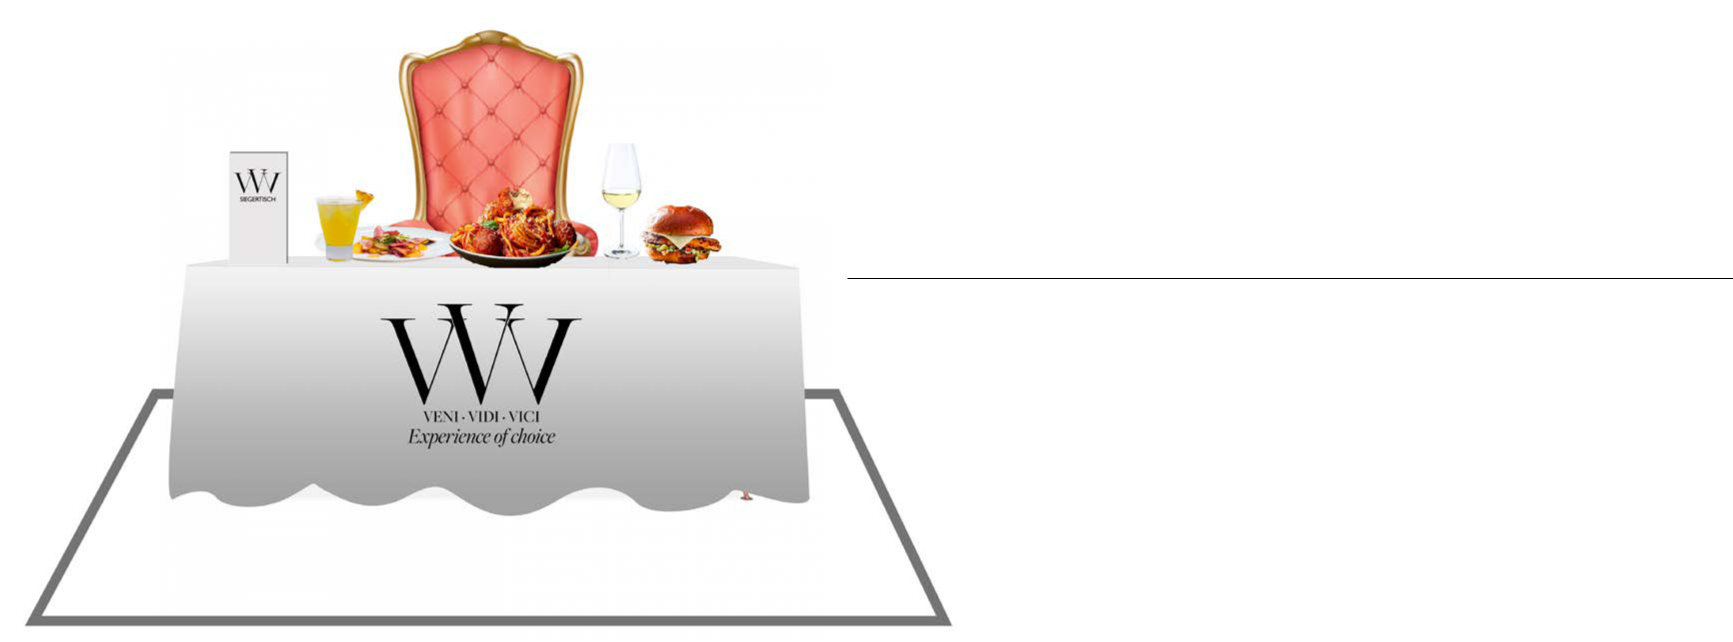 VVV
SIEGERTISCH
VVV
VENI · VIDI · VICI
Experience of choice